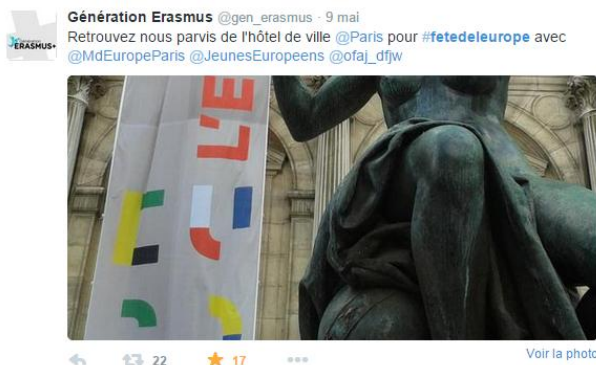 Génération Erasmus @gen_erasmus · 9 mai
ERASMUS+
Retrouvez nous parvis de l'hôtel de ville @Paris pour #fetedeleurope avec
@MdEuropeParis @JeunesEuropeens @ofaj_dfjw
L'E
22
17
Voir la photo